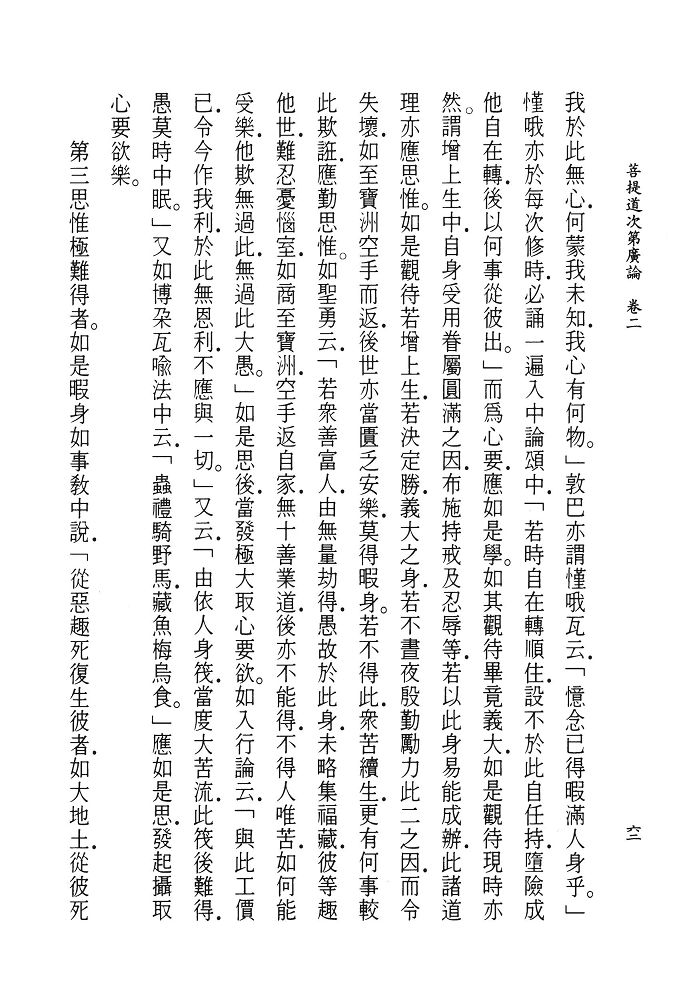 菩提道次第廣論　卷二
六二
我於此無心何蒙我未知．我心有何物。」敦巴亦謂慬哦瓦云．「憶念已得暇滿人身乎。」
慬哦亦於每次修時．必誦一遍入中論頌中．「若時自在轉順住．設不於此自任持．墮險成
他自在轉．後以何事從彼出。」而爲心要．應如是學。如其觀待畢竟義大．如是觀待現時亦
然。謂增上生中．自身受用眷屬圓滿之因．布施持戒及忍辱等．若以此身易能成辦．此諸道
理亦應思惟。如是觀待若增上生．若決定勝．義大之身．若不晝夜殷勤勵力此二之因．而令
失壞．如至寶洲空手而返．後世亦當匱乏安樂．莫得暇身。若不得此．衆苦續生．更有何事較
此欺誑．應勤思惟。如聖勇云．「若衆善富人．由無量劫得．愚故於此身．未略集福藏．彼等趣
他世．難忍憂惱室．如商至寶洲．空手返自家．無十善業道．後亦不能得．不得人唯苦．如何能
受樂．他欺無過此．無過此大愚。」如是思後．當發極大取心要欲。如入行論云．「與此工價
已．令今作我利．於此無恩利．不應與一切。」又云．「由依人身筏．當度大苦流．此筏後難得．
愚莫時中眠。」又如博朶瓦喩法中云．「蟲禮騎野馬．藏魚梅烏食。」應如是思．發起攝取
心要欲樂。
第三思惟極難得者。如是暇身如事敎中說．「從惡趣死復生彼者．如大地土．從彼死